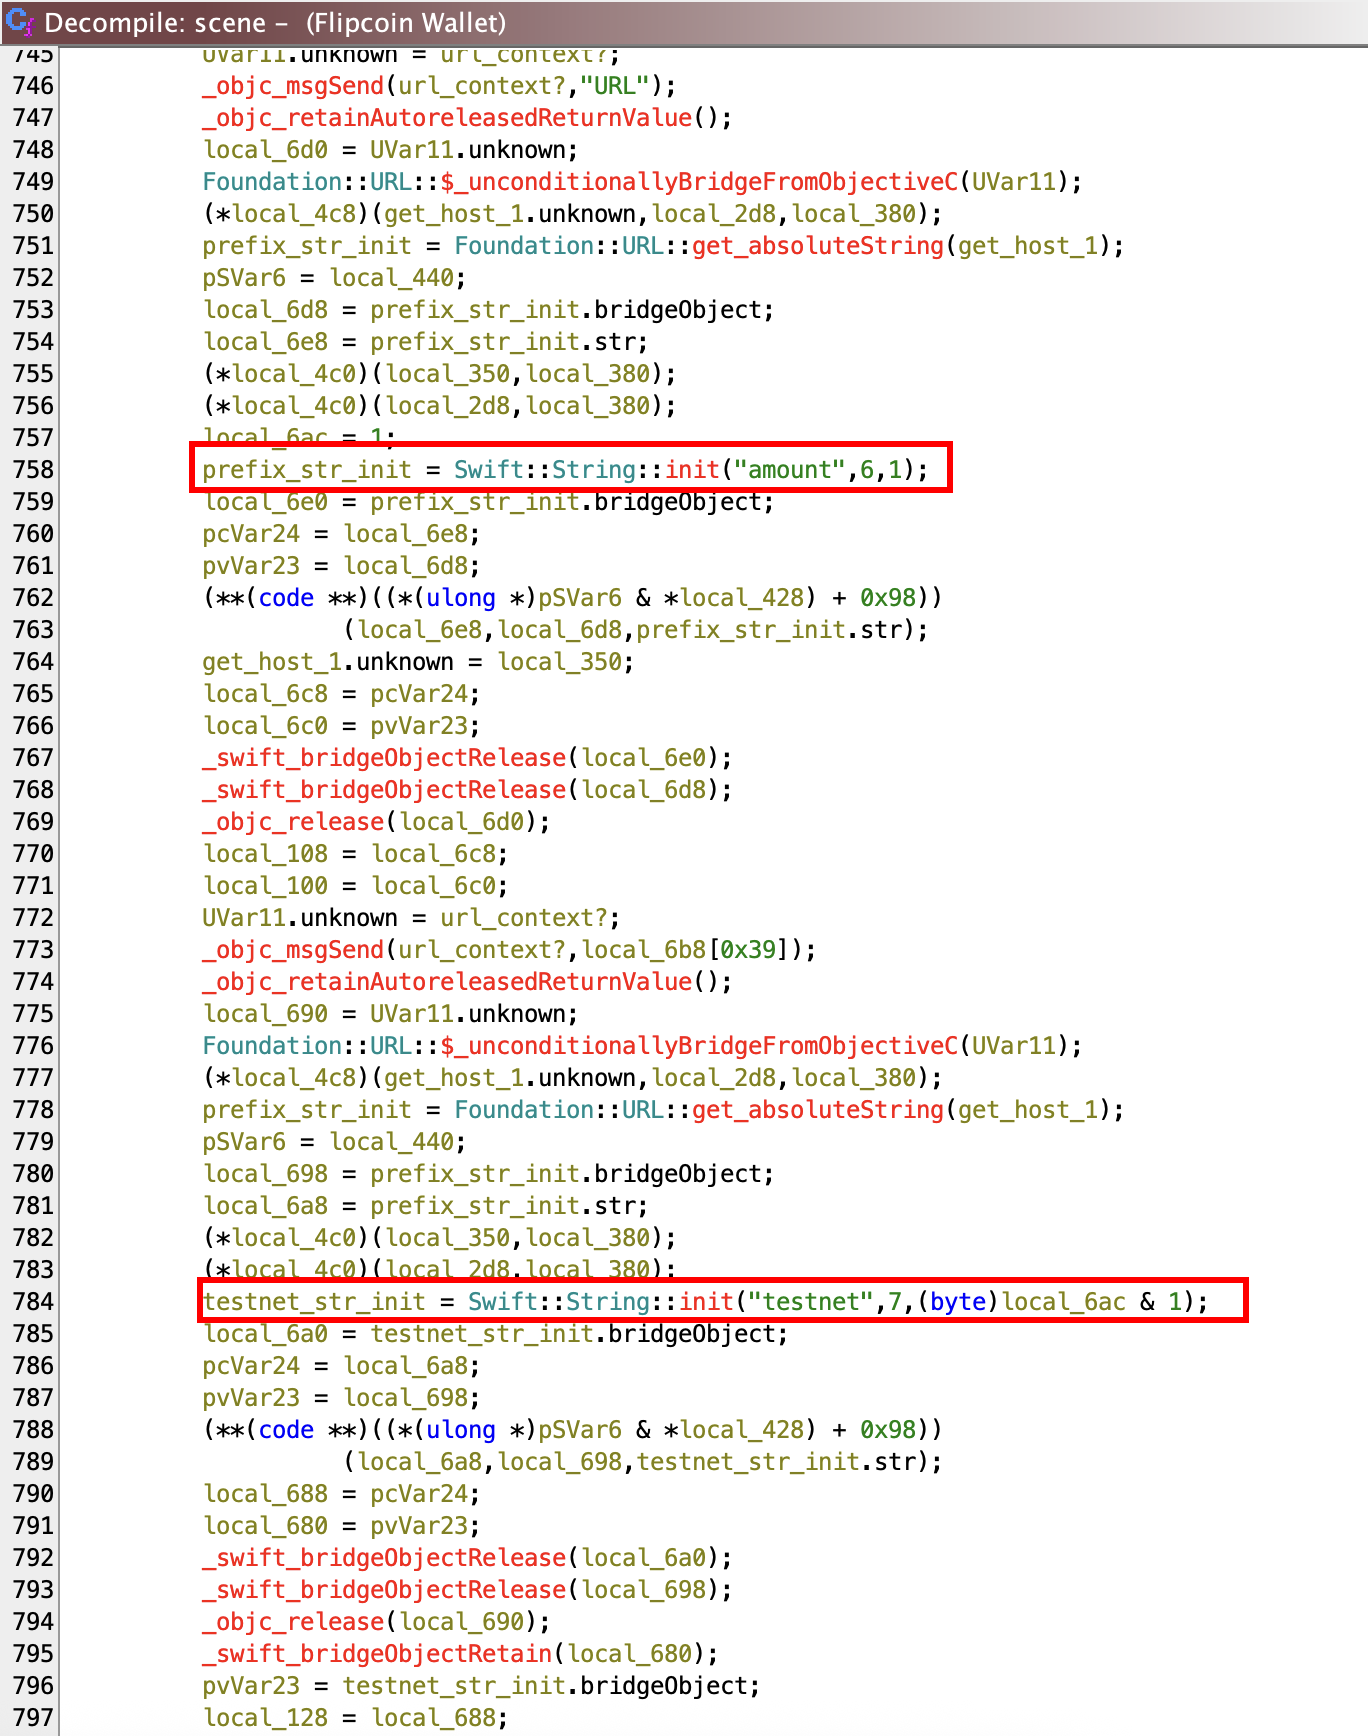 Decompile: scene – (Flipcoin Wallet)
745 UVar11.unknown = url_context?;
746 _objc_msgSend(url_context?,"URL");
747 _objc_retainAutoreleasedReturnValue();
748 local_6d0 = UVar11.unknown;
749 Foundation::URL::$_unconditionallyBridgeFromObjectiveC(UVar11);
750 (*local_4c8)(get_host_1.unknown,local_2d8,local_380);
751 prefix_str_init = Foundation::URL::get_absoluteString(get_host_1);
752 pSVar6 = local_440;
753 local_6d8 = prefix_str_init.bridgeObject;
754 local_6e8 = prefix_str_init.str;
755 (*local_4c0)(local_350,local_380);
756 (*local_4c0)(local_2d8,local_380);
757 local_6ac = 1;
758 prefix_str_init = Swift::String::init("amount",6,1);
759 local_6e0 = prefix_str_init.bridgeObject;
760 pcVar24 = local_6e8;
761 pvVar23 = local_6d8;
762 (**(code **)((*(ulong *)pSVar6 & *local_428) + 0x98))
763 (local_6e8,local_6d8,prefix_str_init.str);
764 get_host_1.unknown = local_350;
765 local_6c8 = pcVar24;
766 local_6c0 = pvVar23;
767 _swift_bridgeObjectRelease(local_6e0);
768 _swift_bridgeObjectRelease(local_6d8);
769 _objc_release(local_6d0);
770 local_108 = local_6c8;
771 local_100 = local_6c0;
772 UVar11.unknown = url_context?;
773 _objc_msgSend(url_context?,local_6b8[0x39]);
774 _objc_retainAutoreleasedReturnValue();
775 local_690 = UVar11.unknown;
776 Foundation::URL::$_unconditionallyBridgeFromObjectiveC(UVar11);
777 (*local_4c8)(get_host_1.unknown,local_2d8,local_380);
778 prefix_str_init = Foundation::URL::get_absoluteString(get_host_1);
779 pSVar6 = local_440;
780 local_698 = prefix_str_init.bridgeObject;
781 local_6a8 = prefix_str_init.str;
782 (*local_4c0)(local_350,local_380);
783 (*local_4c0)(local_2d8,local_380);
784 testnet_str_init = Swift::String::init("testnet",7,(byte)local_6ac & 1);
785 local_6a0 = testnet_str_init.bridgeObject;
786 pcVar24 = local_6a8;
787 pvVar23 = local_698;
788 (**(code **)((*(ulong *)pSVar6 & *local_428) + 0x98))
789 (local_6a8,local_698,testnet_str_init.str);
790 local_688 = pcVar24;
791 local_680 = pvVar23;
792 _swift_bridgeObjectRelease(local_6a0);
793 _swift_bridgeObjectRelease(local_698);
794 _objc_release(local_690);
795 _swift_bridgeObjectRetain(local_680);
796 pvVar23 = testnet_str_init.bridgeObject;
797 local_128 = local_688;